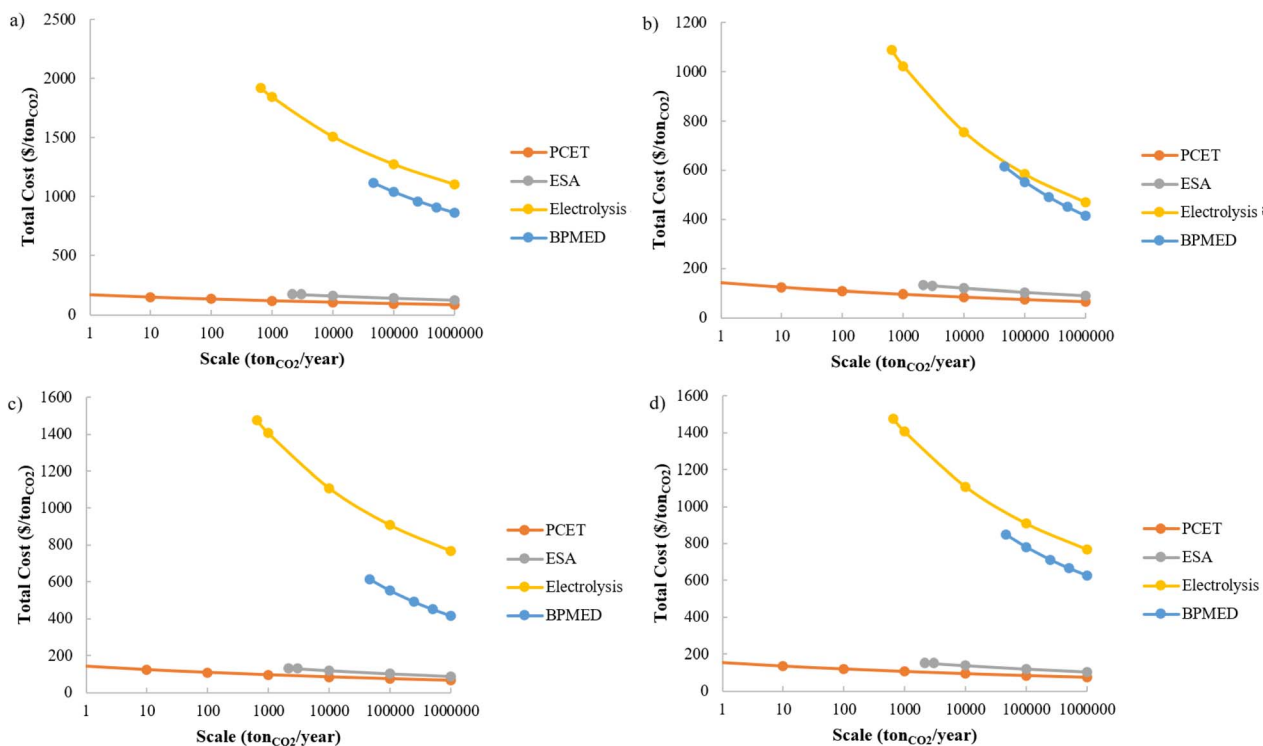 a)
2500
2000
1500
1000
500
0
Total Cost ($/ton_CO2)
1 10 100 1000 10000 100000 1000000
Scale (ton_CO2/year)
PCET
ESA
Electrolysis
BPMED
b)
1200
1000
800
600
400
200
0
Total Cost ($/ton_CO2)
1 10 100 1000 10000 100000 1000000
Scale (ton_CO2/year)
PCET
ESA
Electrolysis
BPMED
c)
1600
1400
1200
1000
800
600
400
200
0
Total Cost ($/ton_CO2)
1 10 100 1000 10000 100000 1000000
Scale (ton_CO2/year)
PCET
ESA
Electrolysis
BPMED
d)
1600
1400
1200
1000
800
600
400
200
0
Total Cost ($/ton_CO2)
1 10 100 1000 10000 100000 1000000
Scale (ton_CO2/year)
PCET
ESA
Electrolysis
BPMED